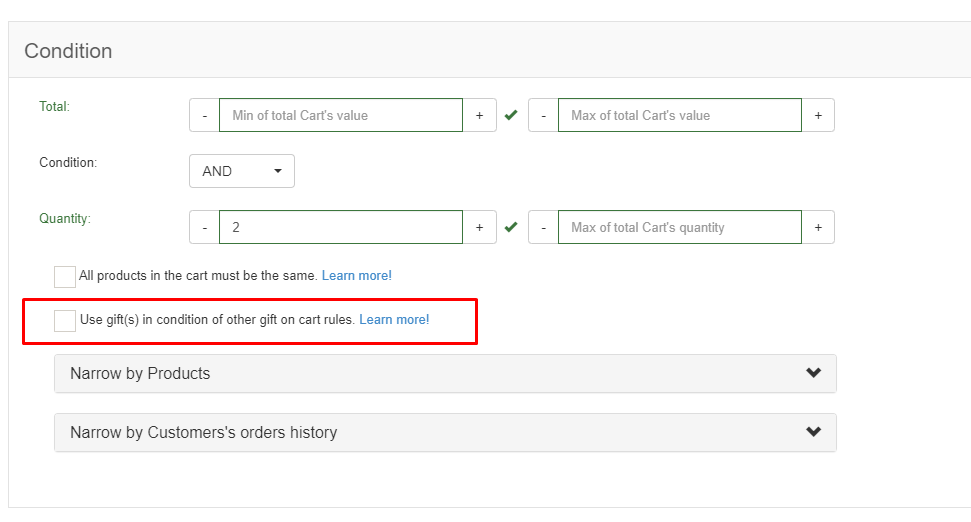 Condition
Total:
- Min of total Cart's value + - Max of total Cart's value +
Condition:
AND
Quantity:
- 2 + - Max of total Cart's quantity +
All products in the cart must be the same. Learn more!
Use gift(s) in condition of other gift on cart rules. Learn more!
Narrow by Products
Narrow by Customers's orders history